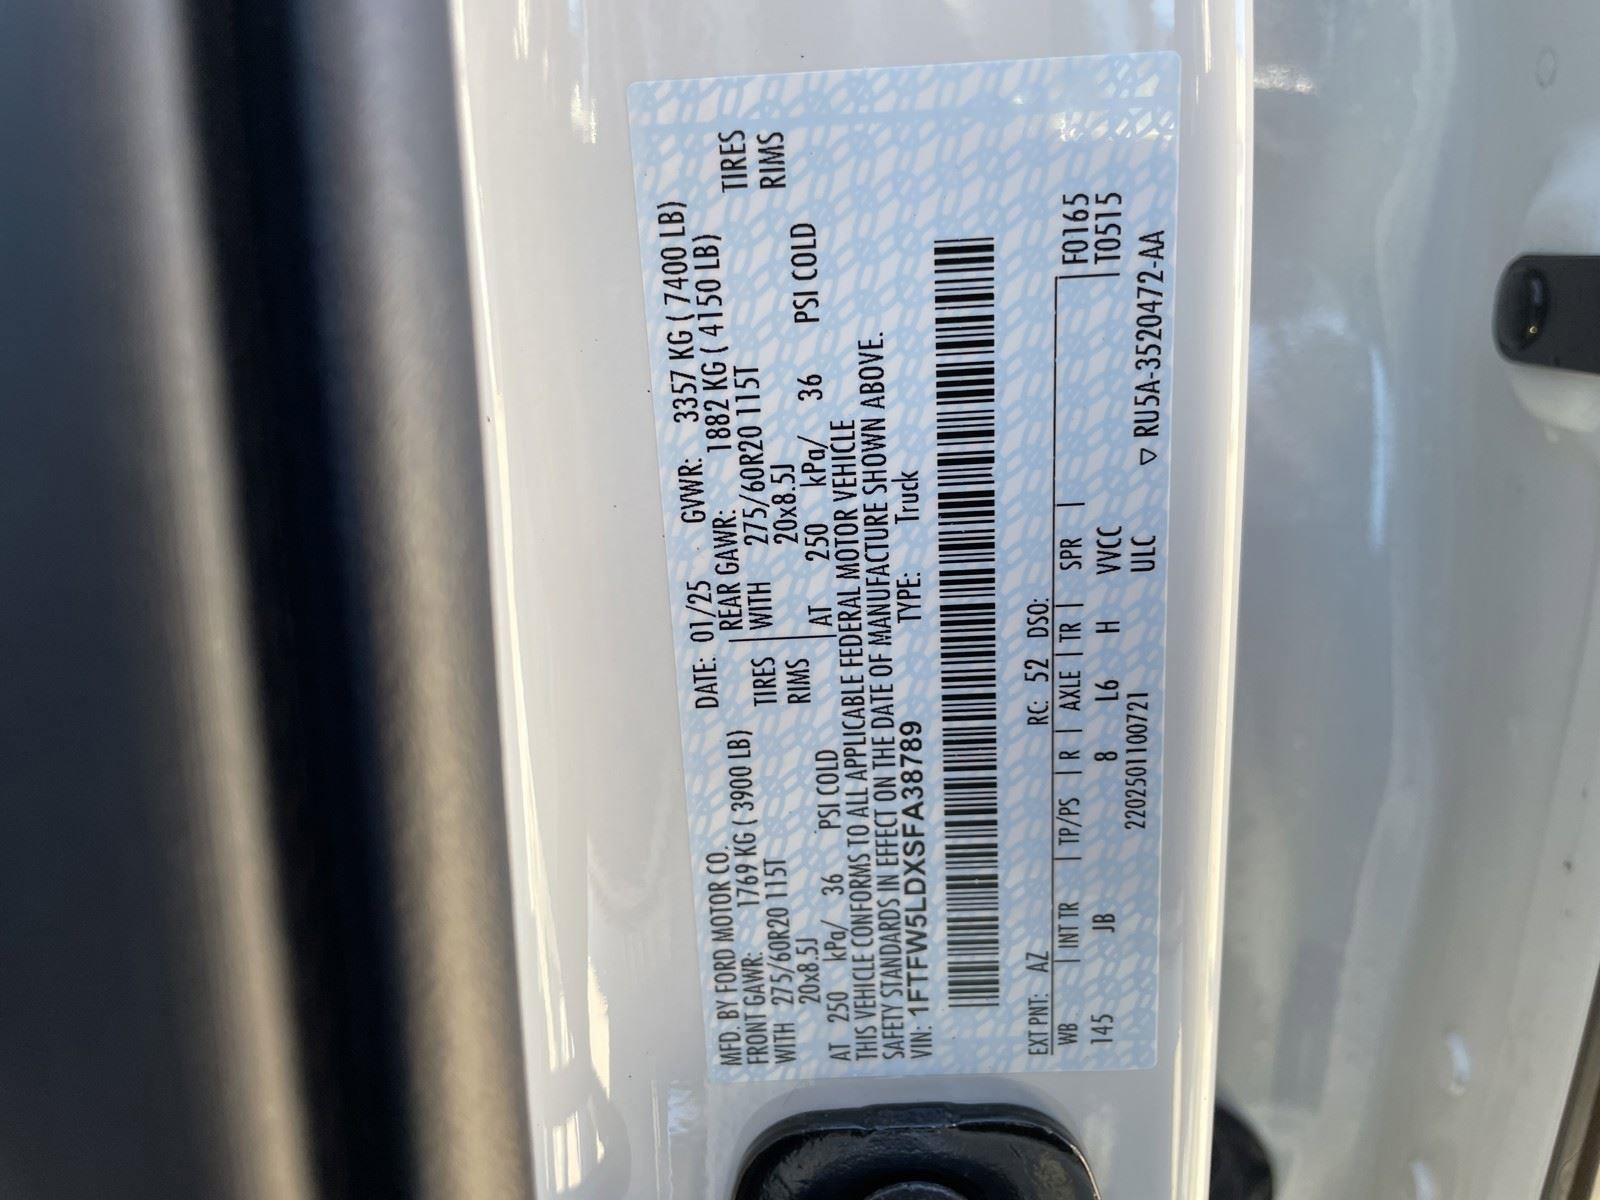 MFD. BY FORD MOTOR CO.
DATE: 01/25 GVWR: 3357 KG ( 7400 LB)
FRONT GAWR: 1769 KG ( 3900 LB)
REAR GAWR: 1882 KG ( 4150 LB)
WITH 275/60R20 115T TIRES
WITH 275/60R20 115T TIRES
20x8.5J RIMS
20x8.5J RIMS
AT 250 kPa/ 36 PSI COLD
AT 250 kPa/ 36 PSI COLD
THIS VEHICLE CONFORMS TO ALL APPLICABLE FEDERAL MOTOR VEHICLE
SAFETY STANDARDS IN EFFECT ON THE DATE OF MANUFACTURE SHOWN ABOVE.
VIN: 1FTFW5LDXSFA38789 TYPE: Truck
EXT PNT: AZ RC: 52 DSO:
WB | INT TR | TP/PS | R | AXLE | TR | SPR | F0165
145 JB 8 L6 H VVCC T0515
22025011 00721 ULC
▽ RU5A-3520472-AA